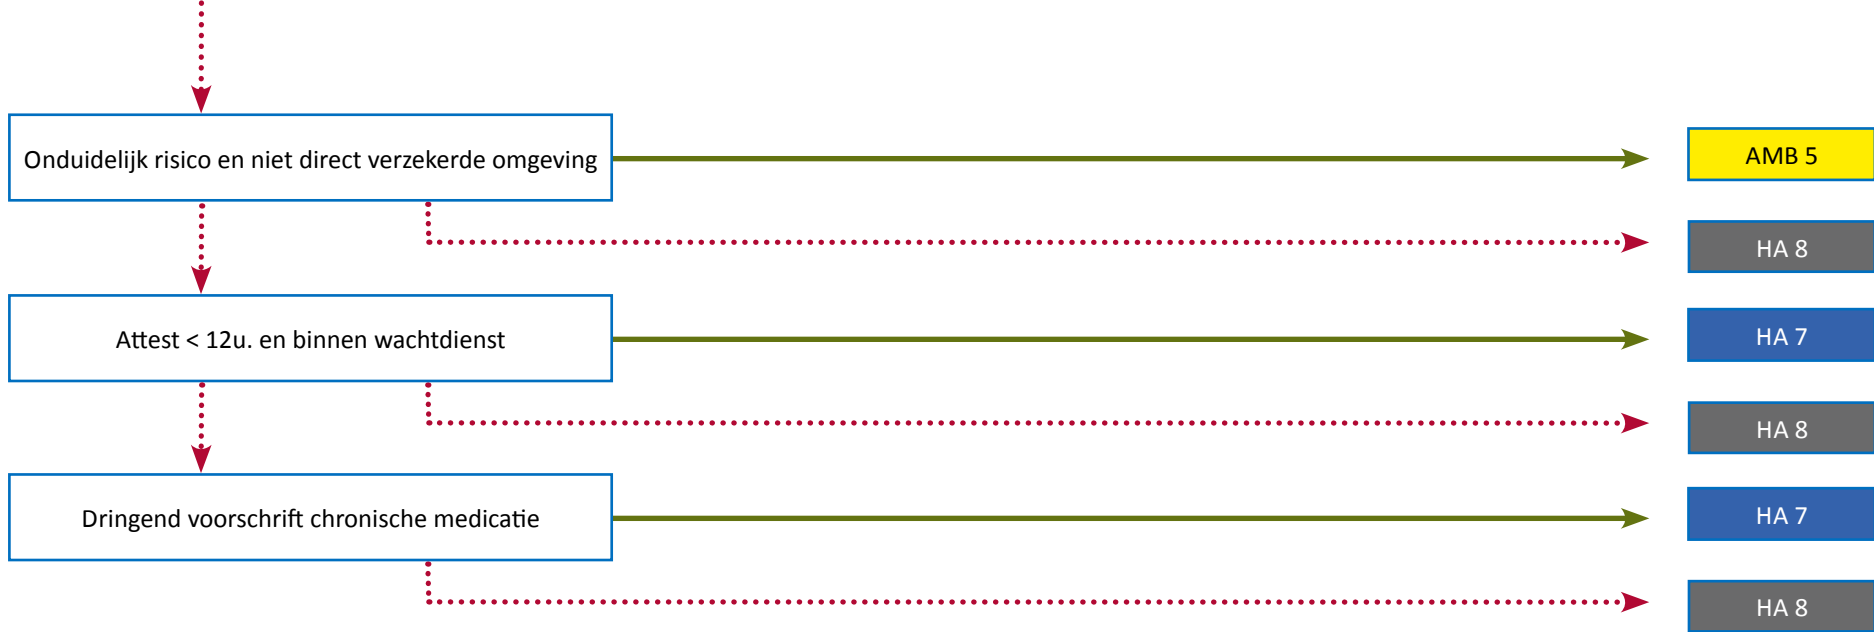 Onduidelijk risico en niet direct verzekerde omgeving
AMB 5
HA 8
Attest < 12u. en binnen wachtdienst
HA 7
HA 8
Dringend voorschrift chronische medicatie
HA 7
HA 8